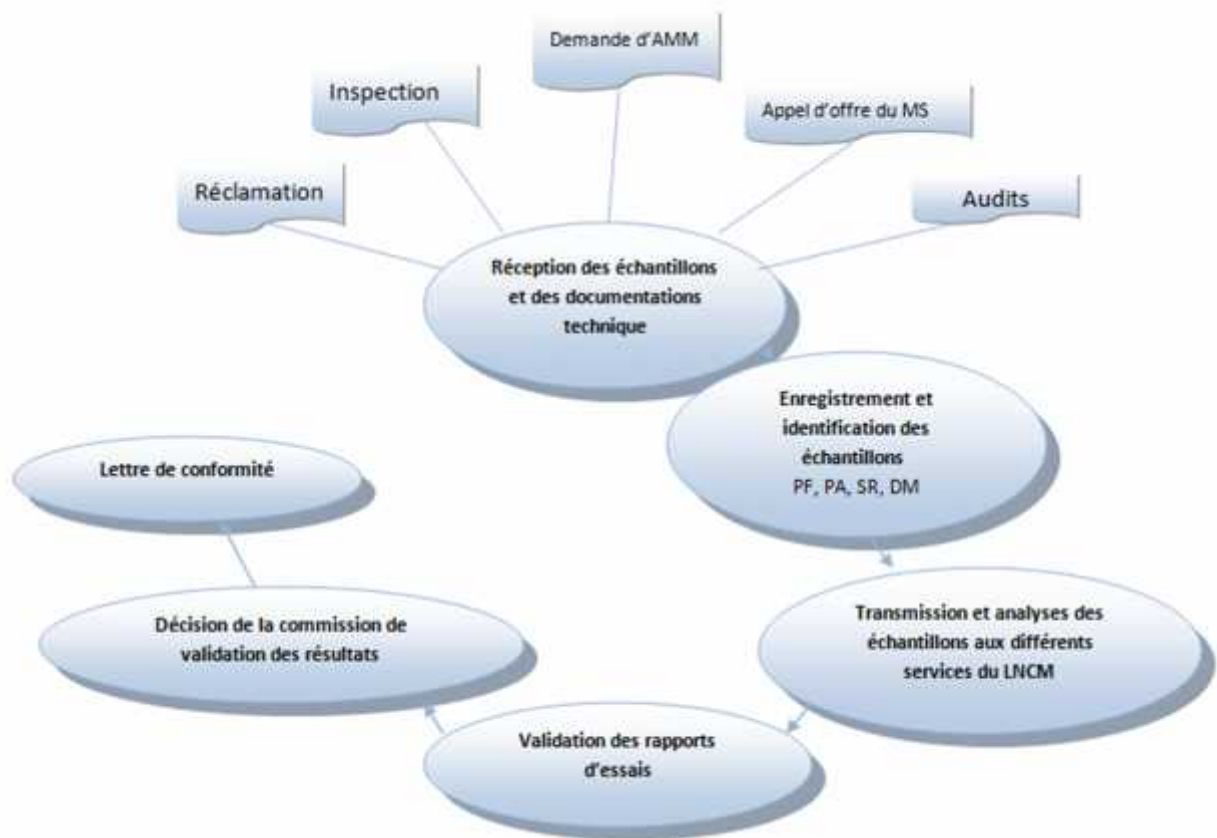 Demande d'AMM
Inspection
Appel d'offre du MS
Réclamation
Audits
Réception des échantillons
et des documentations
technique
Enregistrement et
identification des
échantillons
PF, PA, SR, DM
Lettre de conformité
Décision de la commission de
validation des résultats
Transmission et analyses des
échantillons aux différents
services du LNCM
Validation des rapports
d'essais